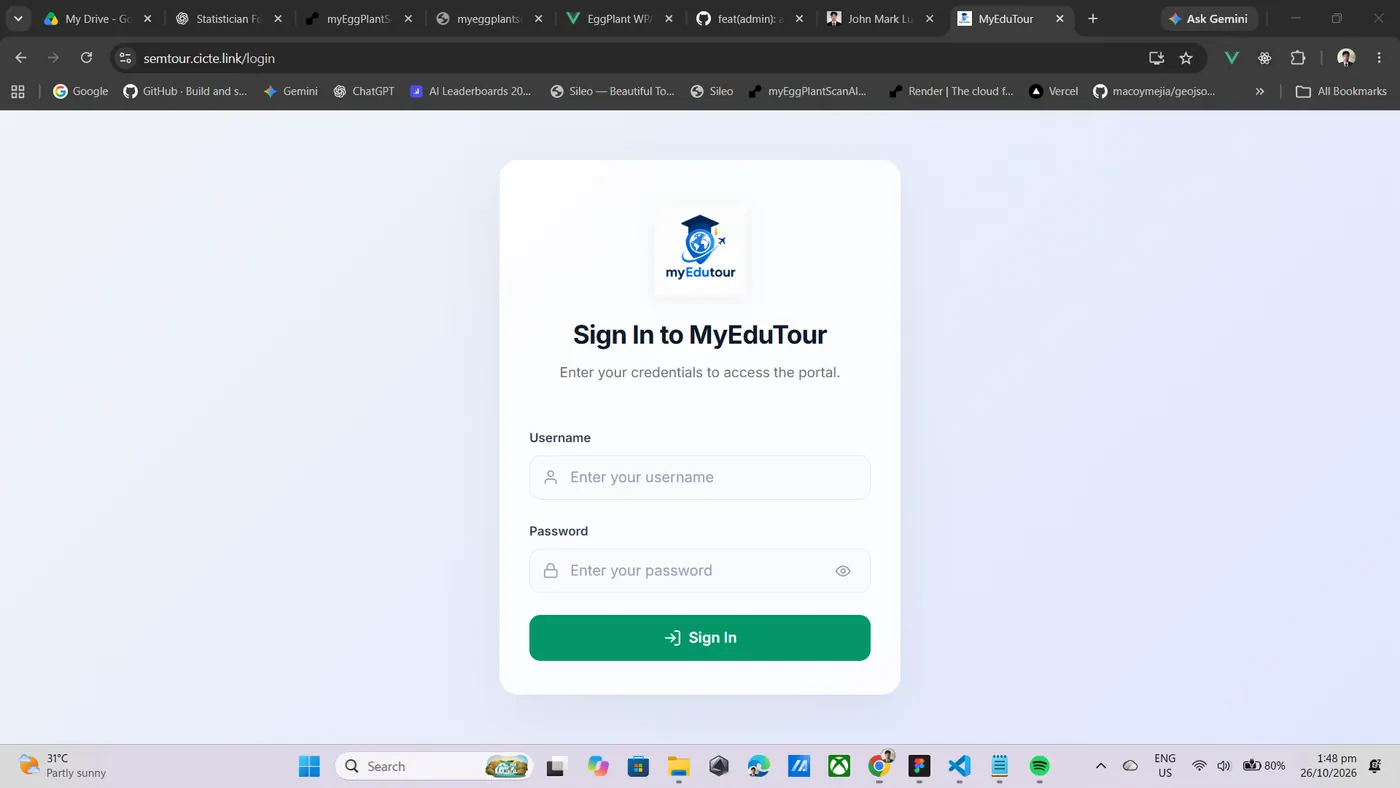 My Drive - Go
Statistician Fo
myEggPlantS
myeggplants
EggPlant WP
feat(admin): a
John Mark Lu
MyEduTour
Ask Gemini
semtour.cicte.link/login
Google
GitHub · Build and s...
Gemini
ChatGPT
AI Leaderboards 20...
Sileo — Beautiful To...
Sileo
myEggPlantScanAI...
Render | The cloud f...
Vercel
macoymejia/geojso...
All Bookmarks
myEdutour
Sign In to MyEduTour
Enter your credentials to access the portal.
Username
Enter your username
Password
Enter your password
Sign In
31°C
Partly sunny
Search
ENG
US
80%
1:48 pm
26/10/2026